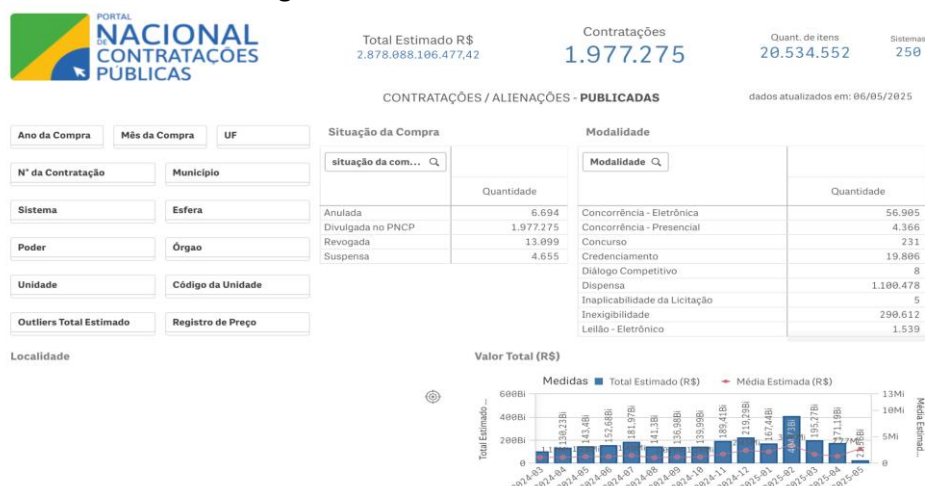 PORTAL
NACIONAL
DE CONTRATAÇÕES
PÚBLICAS
Total Estimado R$
2.878.088.106.477,42
Contratações
1.977.275
Quant. de itens
20.534.552
Sistemas
250
CONTRATAÇÕES / ALIENAÇÕES - PUBLICADAS
dados atualizados em: 06/05/2025
Ano da Compra
Mês da Compra
UF
N° da Contratação
Município
Sistema
Esfera
Poder
Órgao
Unidade
Código da Unidade
Outliers Total Estimado
Registro de Preço
Situação da Compra
situação da com...
Quantidade
Anulada 6.694
Divulgada no PNCP 1.977.275
Revogada 13.099
Suspensa 4.655
Modalidade
Modalidade
Quantidade
Concorrência - Eletrônica 56.905
Concorrência - Presencial 4.366
Concurso 231
Credenciamento 19.806
Diálogo Competitivo 8
Dispensa 1.100.478
Inaplicabilidade da Licitação 5
Inexigibilidade 290.612
Leilão - Eletrônico 1.539
Localidade
Valor Total (R$)
Medidas Total Estimado (R$) Média Estimada (R$)
Total Estimado ...
600Bi
400Bi
200Bi
0
130,23Bi
143,4Bi
152,68Bi
181,97Bi
141,3Bi
136,98Bi
139,99Bi
189,41Bi
219,29Bi
167,44Bi
404,73Bi
195,27Bi
171,19Bi
13Mi
10Mi
5Mi
0
Média Estimad...
2024-03
2024-04
2024-05
2024-06
2024-07
2024-08
2024-09
2024-10
2024-11
2024-12
2025-01
2025-02
2025-03
2025-04
2025-05